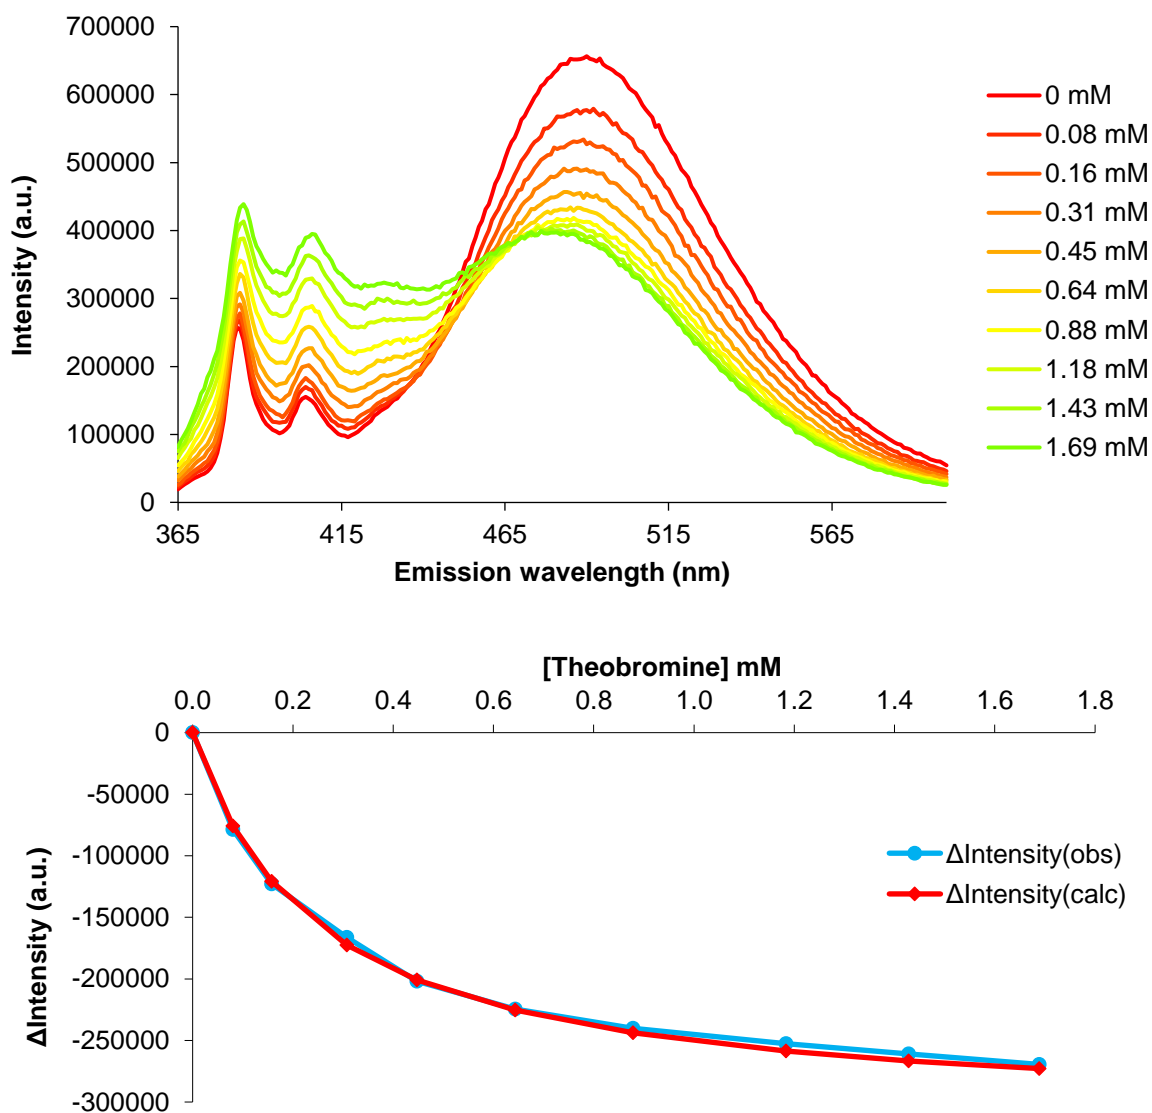 700000
600000
500000
400000
300000
200000
100000
0
Intensity (a.u.)
365 415 465 515 565
Emission wavelength (nm)
0 mM
0.08 mM
0.16 mM
0.31 mM
0.45 mM
0.64 mM
0.88 mM
1.18 mM
1.43 mM
1.69 mM
[Theobromine] mM
0.0 0.2 0.4 0.6 0.8 1.0 1.2 1.4 1.6 1.8
0
-50000
-100000
-150000
-200000
-250000
-300000
ΔIntensity (a.u.)
ΔIntensity(obs)
ΔIntensity(calc)